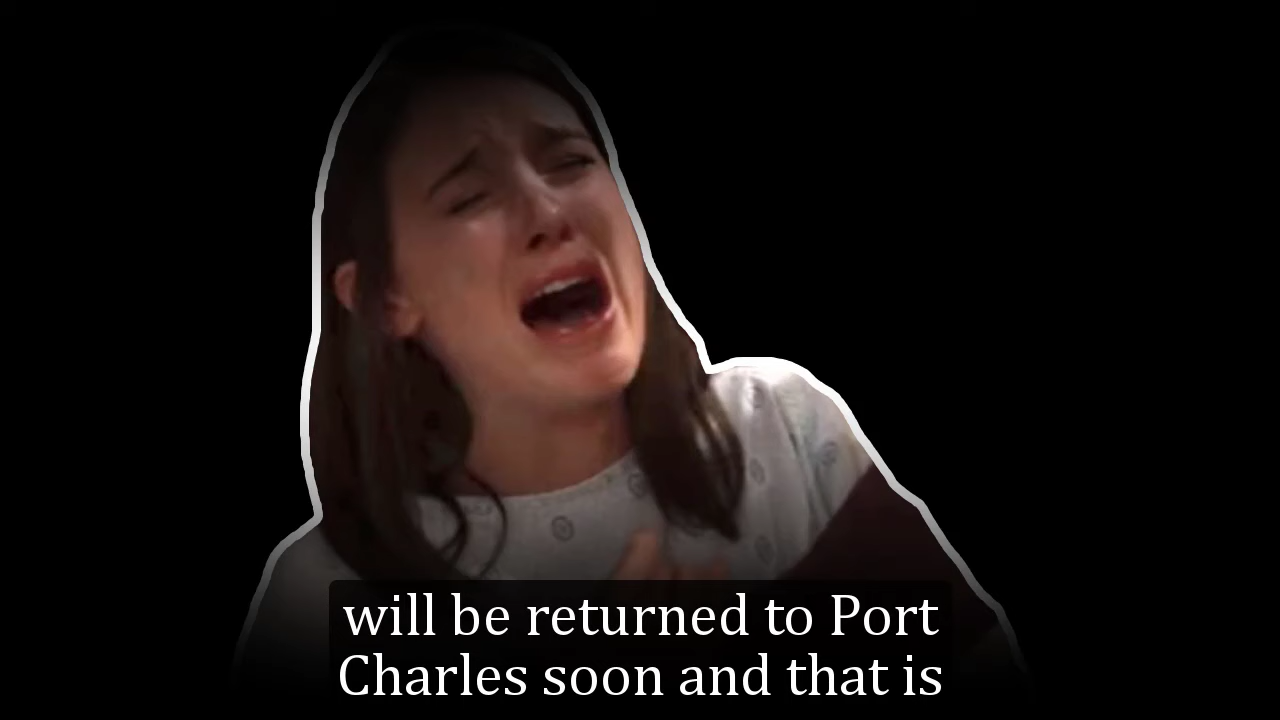 will be returned to Port
Charles soon and that is